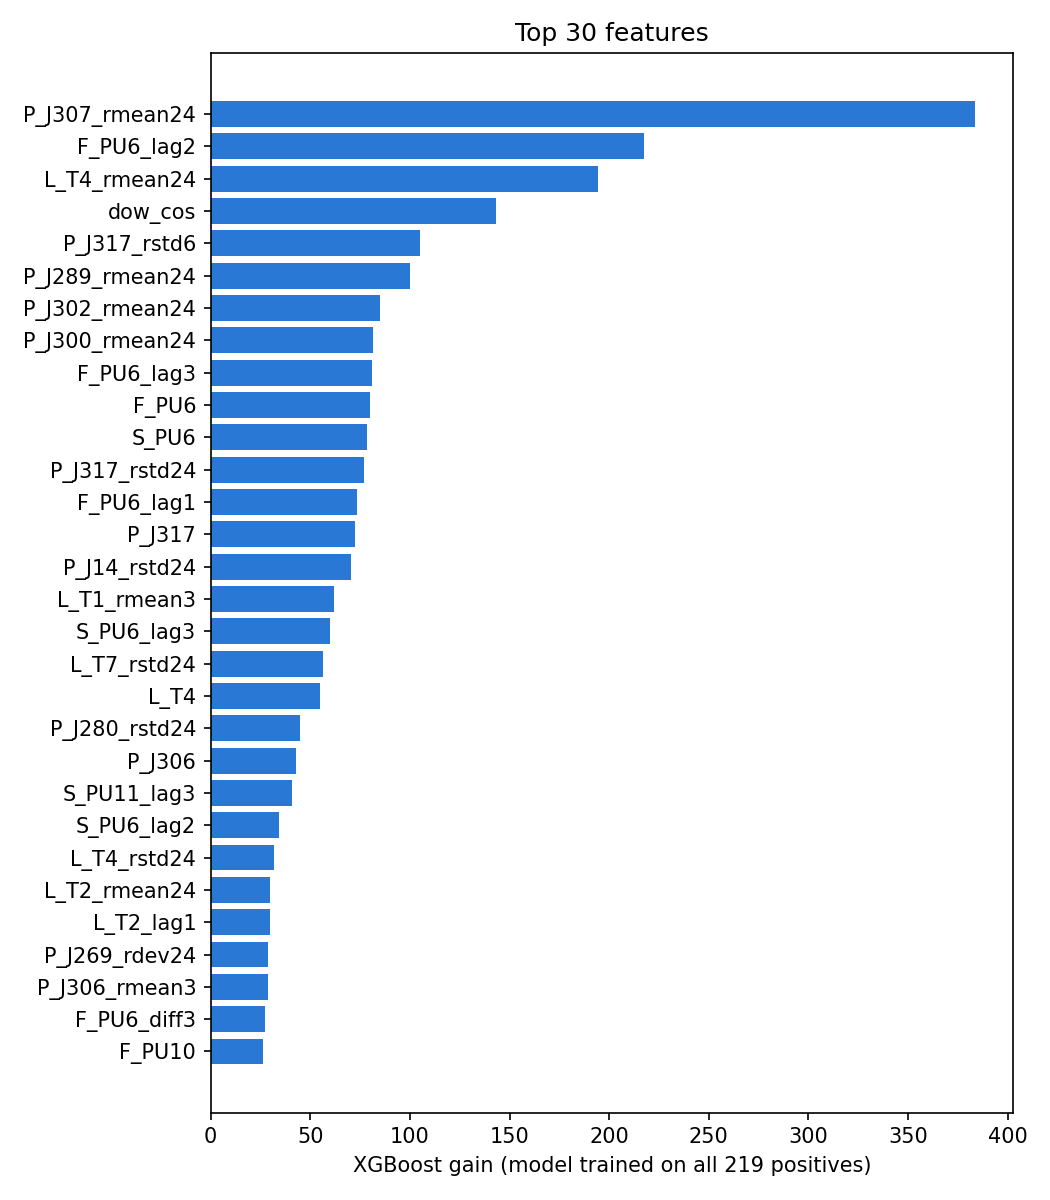 Top 30 features
P_J307_rmean24
F_PU6_lag2
L_T4_rmean24
dow_cos
P_J317_rstd6
P_J289_rmean24
P_J302_rmean24
P_J300_rmean24
F_PU6_lag3
F_PU6
S_PU6
P_J317_rstd24
F_PU6_lag1
P_J317
P_J14_rstd24
L_T1_rmean3
S_PU6_lag3
L_T7_rstd24
L_T4
P_J280_rstd24
P_J306
S_PU11_lag3
S_PU6_lag2
L_T4_rstd24
L_T2_rmean24
L_T2_lag1
P_J269_rdev24
P_J306_rmean3
F_PU6_diff3
F_PU10
0 50 100 150 200 250 300 350 400
XGBoost gain (model trained on all 219 positives)